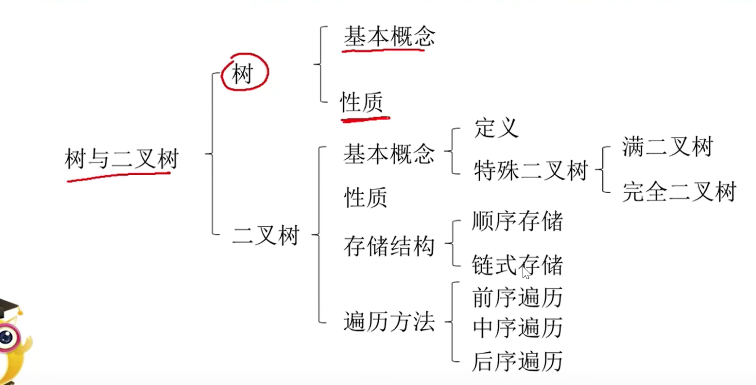 树与二叉树
树
基本概念
性质
二叉树
基本概念
定义
特殊二叉树
满二叉树
完全二叉树
性质
存储结构
顺序存储
链式存储
遍历方法
前序遍历
中序遍历
后序遍历